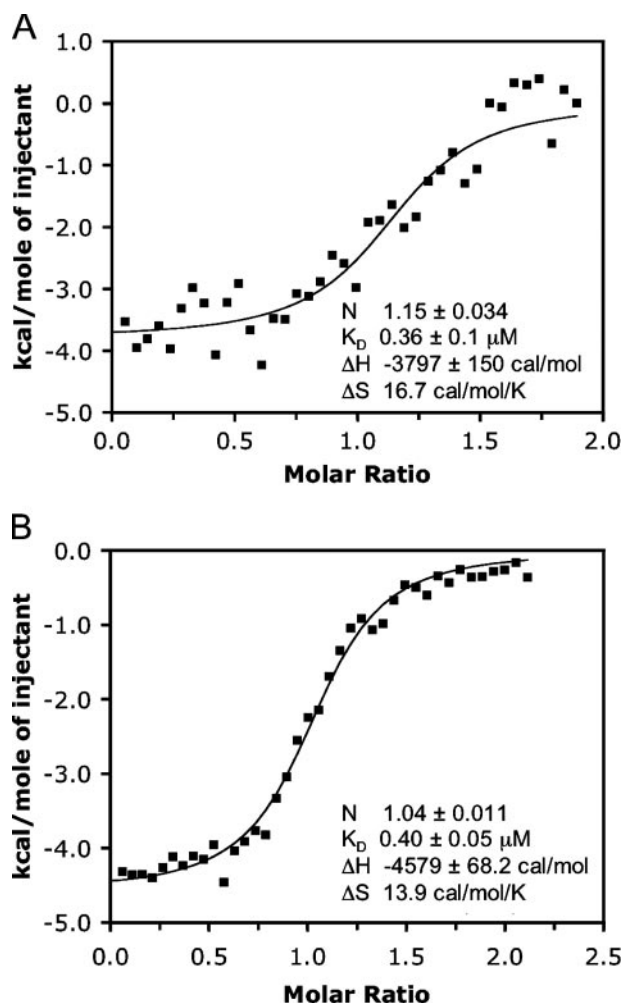 A
1.0
0.0
-1.0
-2.0
-3.0
-4.0
-5.0
kcal/mole of injectant
N 1.15 ± 0.034
K_D 0.36 ± 0.1 μM
ΔH -3797 ± 150 cal/mol
ΔS 16.7 cal/mol/K
0.0 0.5 1.0 1.5 2.0
Molar Ratio
B
0.0
-1.0
-2.0
-3.0
-4.0
-5.0
kcal/mole of injectant
N 1.04 ± 0.011
K_D 0.40 ± 0.05 μM
ΔH -4579 ± 68.2 cal/mol
ΔS 13.9 cal/mol/K
0.0 0.5 1.0 1.5 2.0 2.5
Molar Ratio